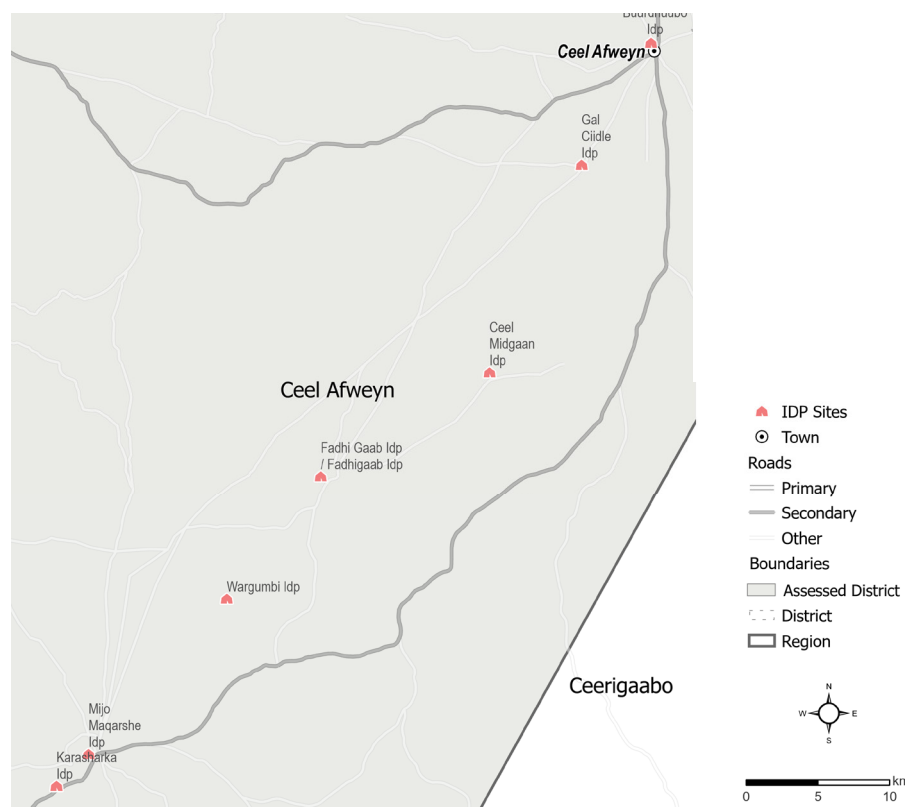 Idp
Ceel Afweyn
Gal
Ciidle
Idp
Ceel
Midgaan
Idp
Ceel Afweyn
Fadhi Gaab Idp
/ Fadhigaab Idp
Wargumbi Idp
Mijo
Maqarshe
Idp
Karasharka
Idp
Ceerigaabo
IDP Sites
Town
Roads
Primary
Secondary
Other
Boundaries
Assessed District
District
Region
N
W
E
S
km
0
5
10